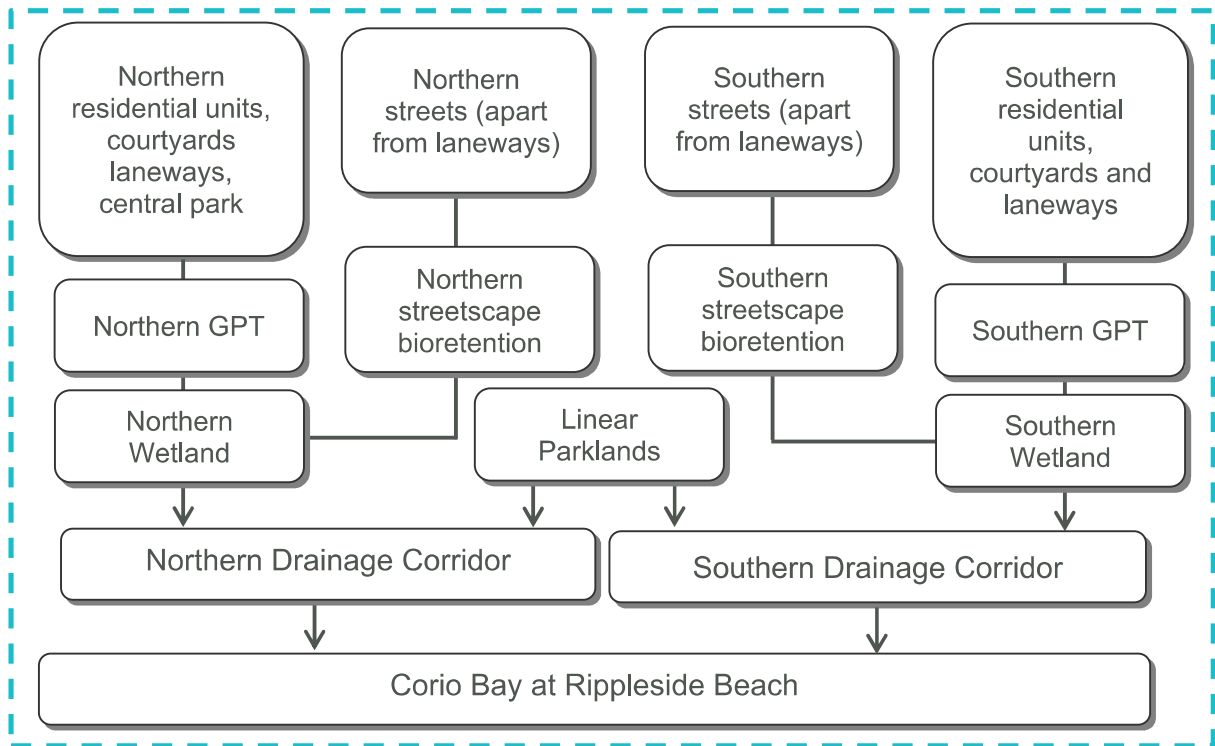 Northern
residential units,
courtyards
laneways,
central park
Northern
streets (apart
from laneways)
Southern
streets (apart
from laneways)
Southern
residential
units,
courtyards and
laneways
Northern GPT
Northern
streetscape
bioretention
Southern
streetscape
bioretention
Southern GPT
Northern
Wetland
Linear
Parklands
Southern
Wetland
Northern Drainage Corridor
Southern Drainage Corridor
Corio Bay at Rippleside Beach